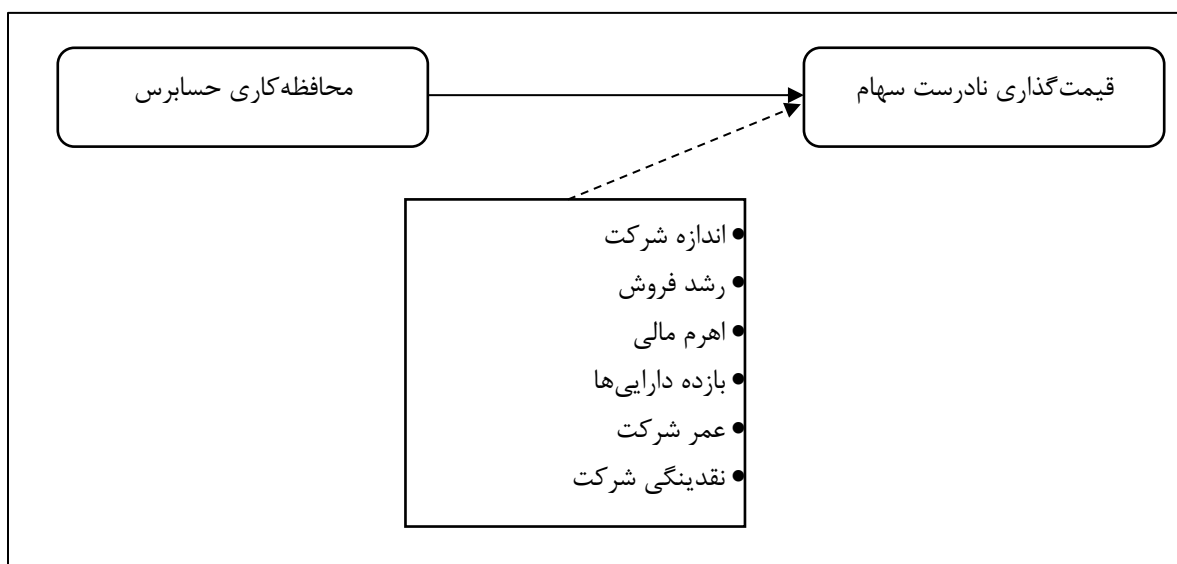 قیمت‌گذاری نادرست سهام
محافظه‌کاری حسابرس
• اندازه شرکت
• رشد فروش
• اهرم مالی
• بازده دارایی‌ها
• عمر شرکت
• نقدینگی شرکت